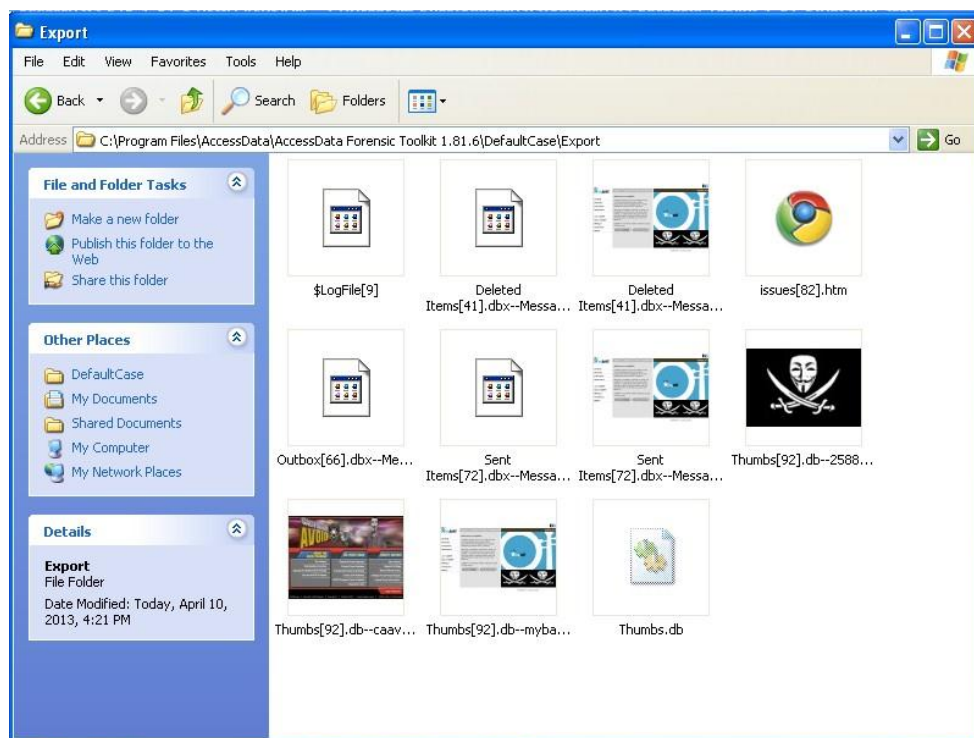 Export
File Edit View Favorites Tools Help
Back Search Folders
Address C:\Program Files\AccessData\AccessData Forensic Toolkit 1.81.6\DefaultCase\Export Go
File and Folder Tasks
Make a new folder
Publish this folder to the
Web
Share this folder
Other Places
DefaultCase
My Documents
Shared Documents
My Computer
My Network Places
Details
Export
File Folder
Date Modified: Today, April 10,
2013, 4:21 PM
$LogFile[9]
Deleted
Items[41].dbx--Messa...
Deleted
Items[41].dbx--Messa...
issues[82].htm
Outbox[66].dbx--Me...
Sent
Items[72].dbx--Messa...
Sent
Items[72].dbx--Messa...
Thumbs[92].db--2588...
AVOID
Thumbs[92].db--caav...
Thumbs[92].db--myba...
Thumbs.db